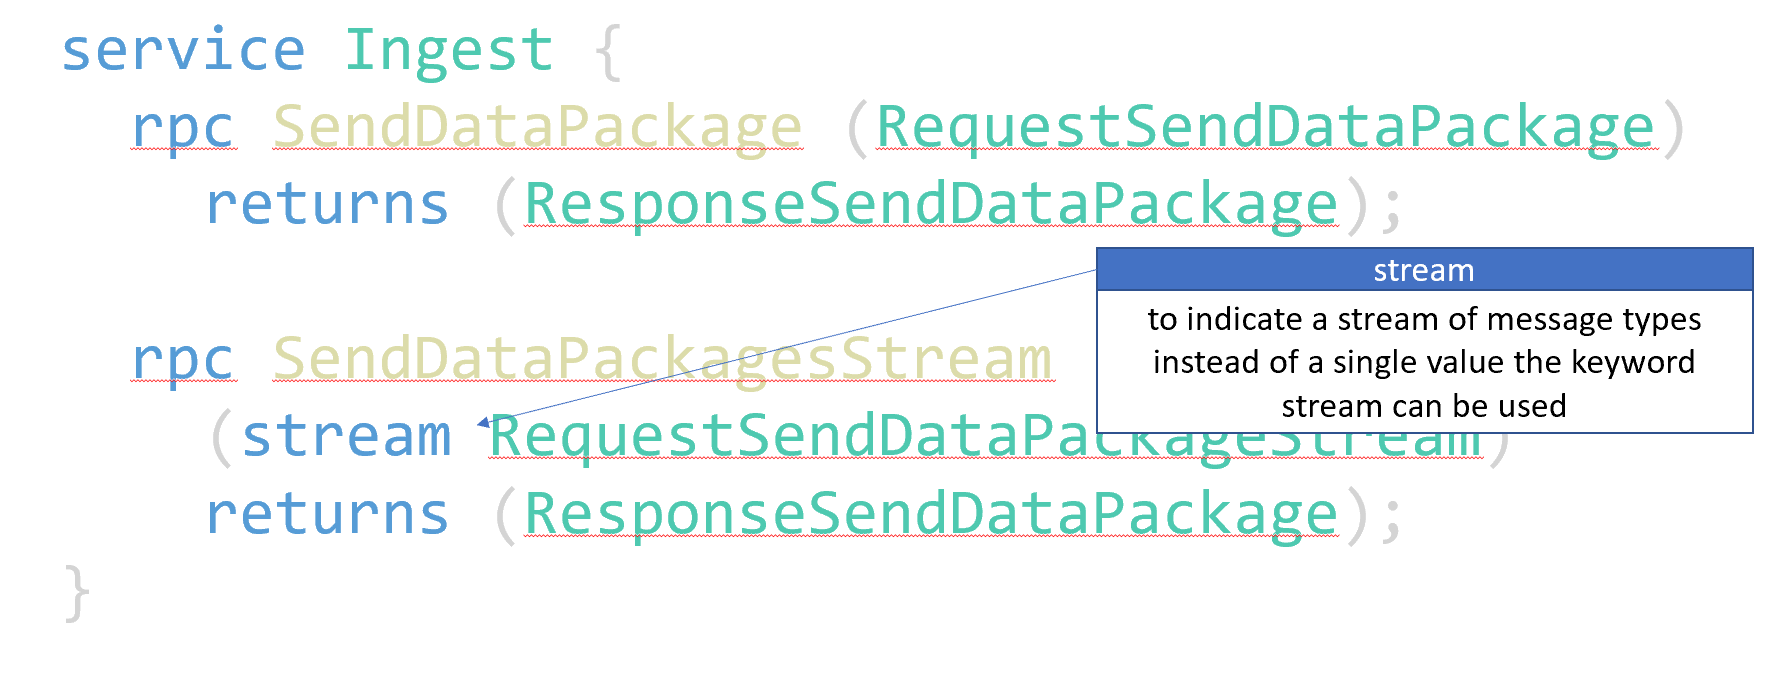 service Ingest {
rpc SendDataPackage (RequestSendDataPackage)
returns (ResponseSendDataPackage);
rpc SendDataPackagesStream
(stream RequestSendDataPackageStream)
returns (ResponseSendDataPackage);
}
stream
to indicate a stream of message types
instead of a single value the keyword
stream can be used